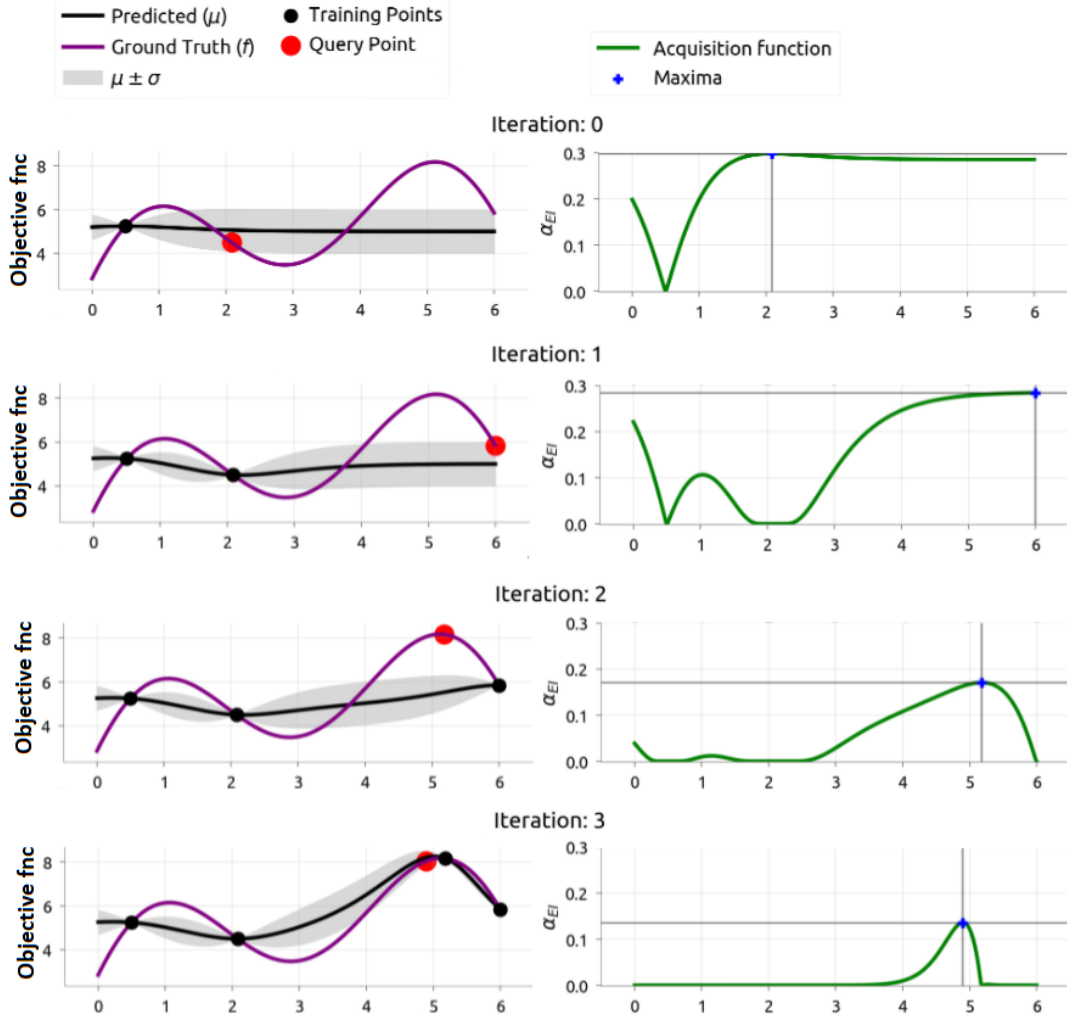 Predicted (μ)
Training Points
Ground Truth (f)
Query Point
μ ± σ
Acquisition function
Maxima
Iteration: 0
Objective fnc
8
6
4
0 1 2 3 4 5 6
α_EI
0.3
0.2
0.1
0.0
0 1 2 3 4 5 6
Iteration: 1
Objective fnc
8
6
4
0 1 2 3 4 5 6
α_EI
0.3
0.2
0.1
0.0
0 1 2 3 4 5 6
Iteration: 2
Objective fnc
8
6
4
0 1 2 3 4 5 6
α_EI
0.3
0.2
0.1
0.0
0 1 2 3 4 5 6
Iteration: 3
Objective fnc
8
6
4
0 1 2 3 4 5 6
α_EI
0.3
0.2
0.1
0.0
0 1 2 3 4 5 6